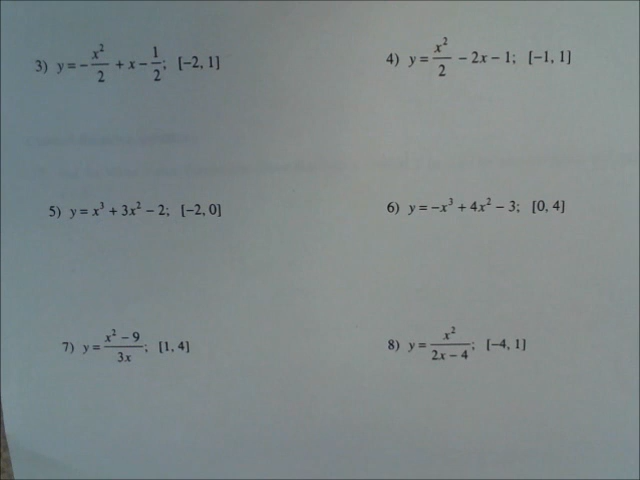 3) y = -x²/2 + x - 1/2; [-2, 1]
4) y = x²/2 - 2x - 1; [-1, 1]
5) y = x³ + 3x² - 2; [-2, 0]
6) y = -x³ + 4x² - 3; [0, 4]
7) y = (x² - 9)/(3x); [1, 4]
8) y = x²/(2x - 4); [-4, 1]